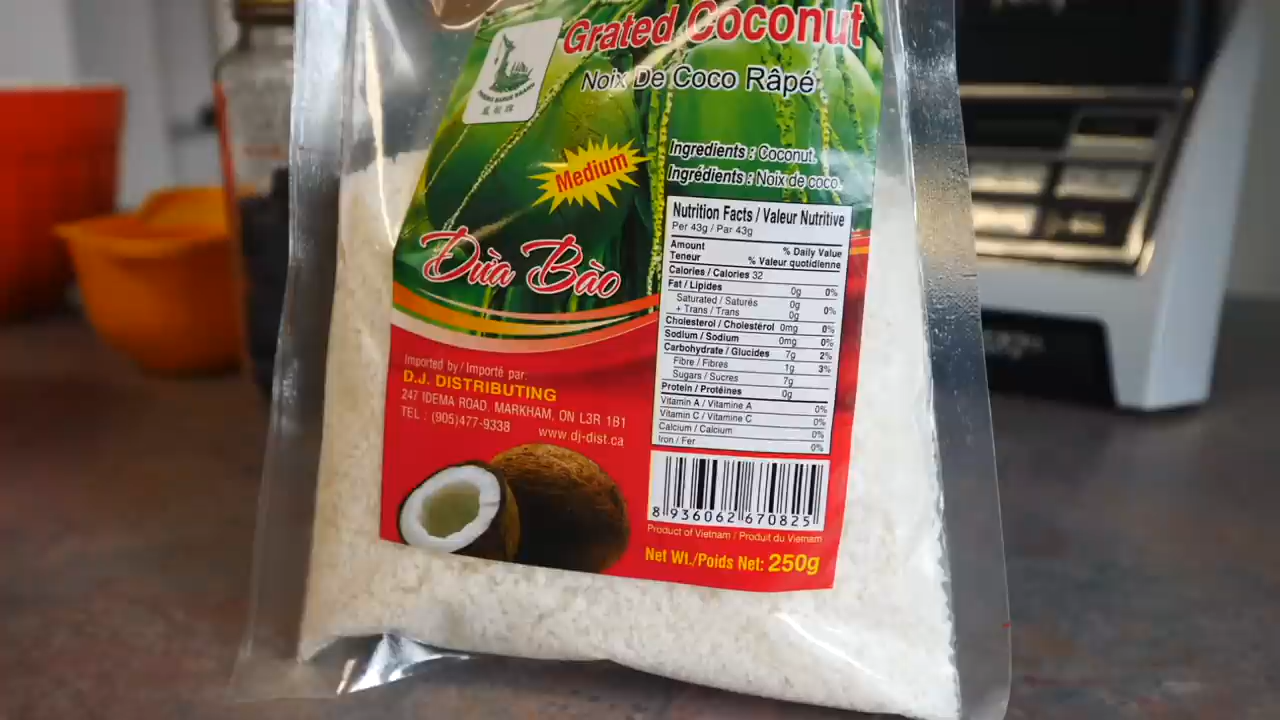 Grated Coconut
Noix De Coco Râpé
Medium
Ingredients : Coconut.
Ingrédients : Noix de coco.
Dừa Bào
Nutrition Facts / Valeur Nutritive
Per 43g / Par 43g
Amount % Daily Value
Teneur % Valeur quotidienne
Calories / Calories 32
Fat / Lipides 0g 0%
Saturated / Saturés 0g 0%
+ Trans / Trans 0g
Cholesterol / Cholestérol 0mg 0%
Sodium / Sodium 0mg 0%
Carbohydrate / Glucides 7g 2%
Fibre / Fibres 1g 3%
Sugars / Sucres 7g
Protein / Protéines 0g
Vitamin A / Vitamine A 0%
Vitamin C / Vitamine C 0%
Calcium / Calcium 0%
Iron / Fer 0%
Imported by / Importé par:
D.J. DISTRIBUTING
247 IDEMA ROAD, MARKHAM, ON L3R 1B1
TEL : (905)477-9338
www.dj-dist.ca
8 936062 670825
Product of Vietnam / Produit du Vietnam
Net Wt./Poids Net: 250g